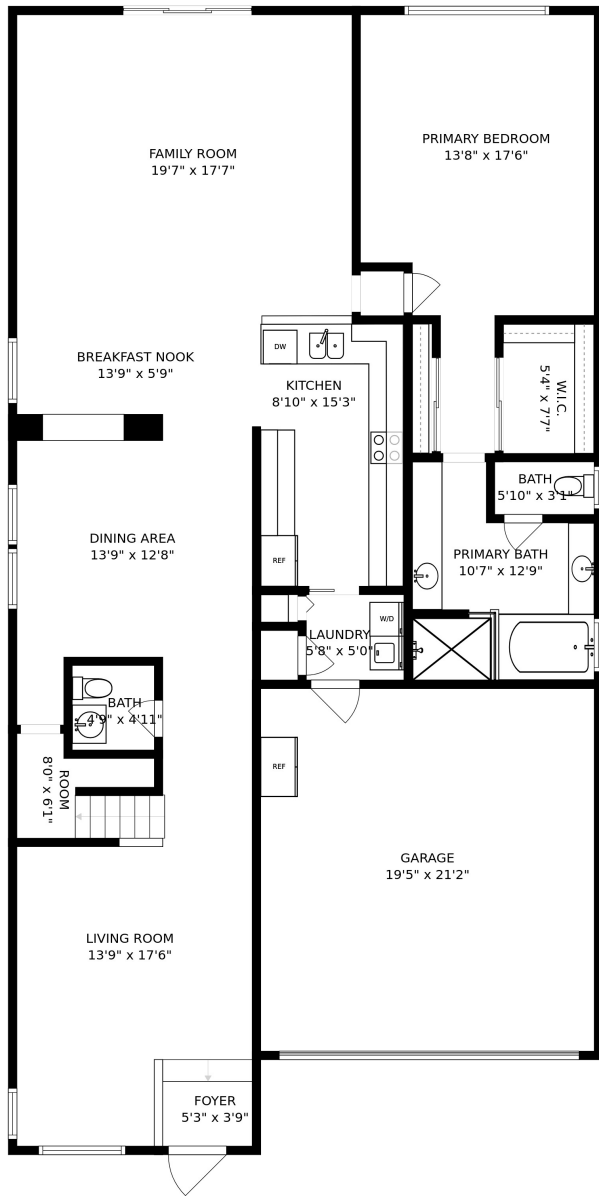 PRIMARY BEDROOM
13'8" x 17'6"
FAMILY ROOM
19'7" x 17'7"
DW
BREAKFAST NOOK
13'9" x 5'9"
KITCHEN
8'10" x 15'3"
W.I.C.
5'4" x 7'7"
BATH
5'10" x 3'1"
DINING AREA
13'9" x 12'8"
REF
PRIMARY BATH
10'7" x 12'9"
W/D
LAUNDRY
5'8" x 5'0"
BATH
4'9" x 4'11"
ROOM
8'0" x 6'1"
REF
GARAGE
19'5" x 21'2"
LIVING ROOM
13'9" x 17'6"
FOYER
5'3" x 3'9"